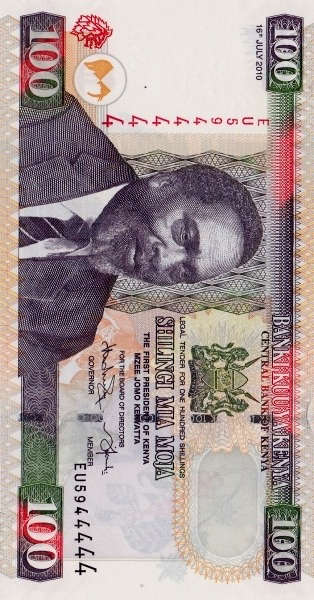 100
16th JULY 2010
100
EU5944444
BANKI KUU YA KENYA
CENTRAL BANK OF KENYA
LEGAL TENDER FOR ONE HUNDRED SHILLINGS
SHILINGI MIA MOJA
THE FIRST PRESIDENT OF KENYA
MZEE JOMO KENYATTA
FOR THE BOARD OF DIRECTORS
GOVERNOR
MEMBER
EU5944444
100
100